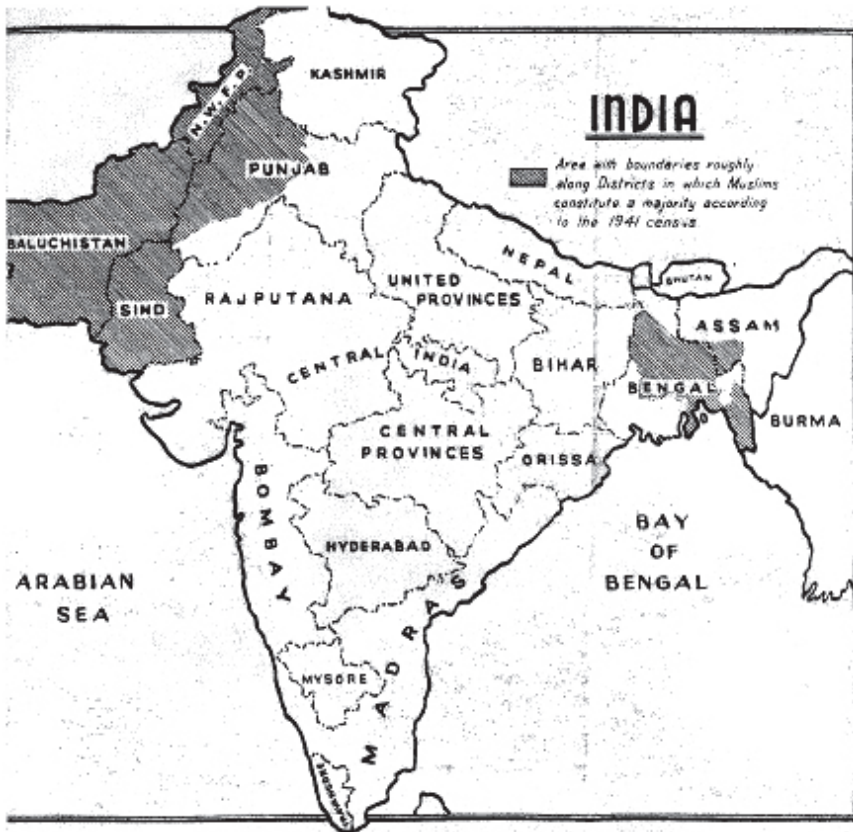 KASHMIR
N.W.F.P.
INDIA
Area with boundaries roughly
along Districts in which Muslims
constitute a majority according
to the 1941 census
PUNJAB
BALUCHISTAN
NEPAL
BHUTAN
SIND
RAJPUTANA
UNITED
PROVINCES
ASSAM
CENTRAL
INDIA
BIHAR
BENGAL
BURMA
CENTRAL
PROVINCES
ORISSA
BOMBAY
HYDERABAD
BAY
OF
BENGAL
ARABIAN
SEA
MADRAS
MYSORE